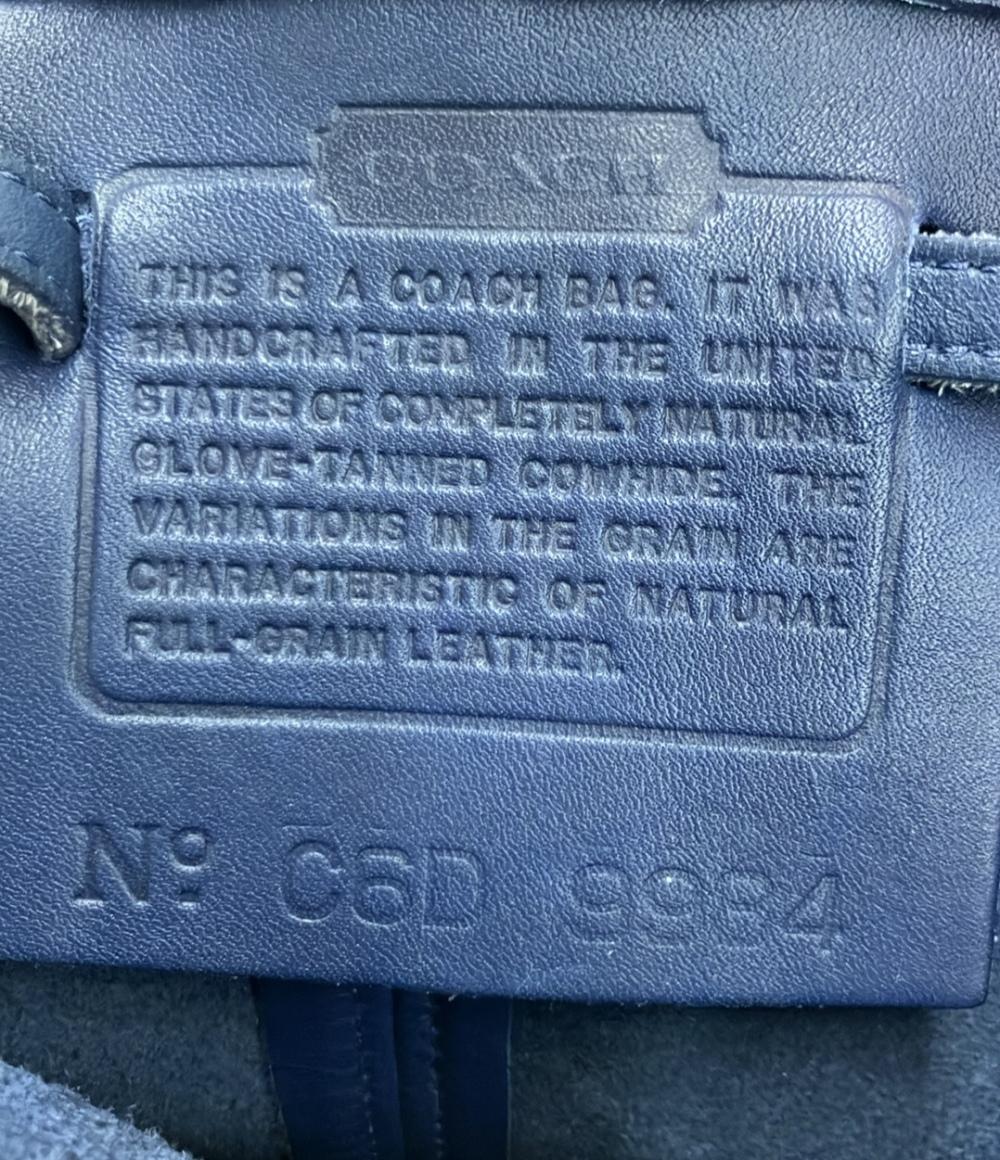 COACH
THIS IS A COACH BAG. IT WAS
HANDCRAFTED IN THE UNITED
STATES OF COMPLETELY NATURAL
GLOVE-TANNED COWHIDE. THE
VARIATIONS IN THE GRAIN ARE
CHARACTERISTIC OF NATURAL
FULL-GRAIN LEATHER.
Nº C6D